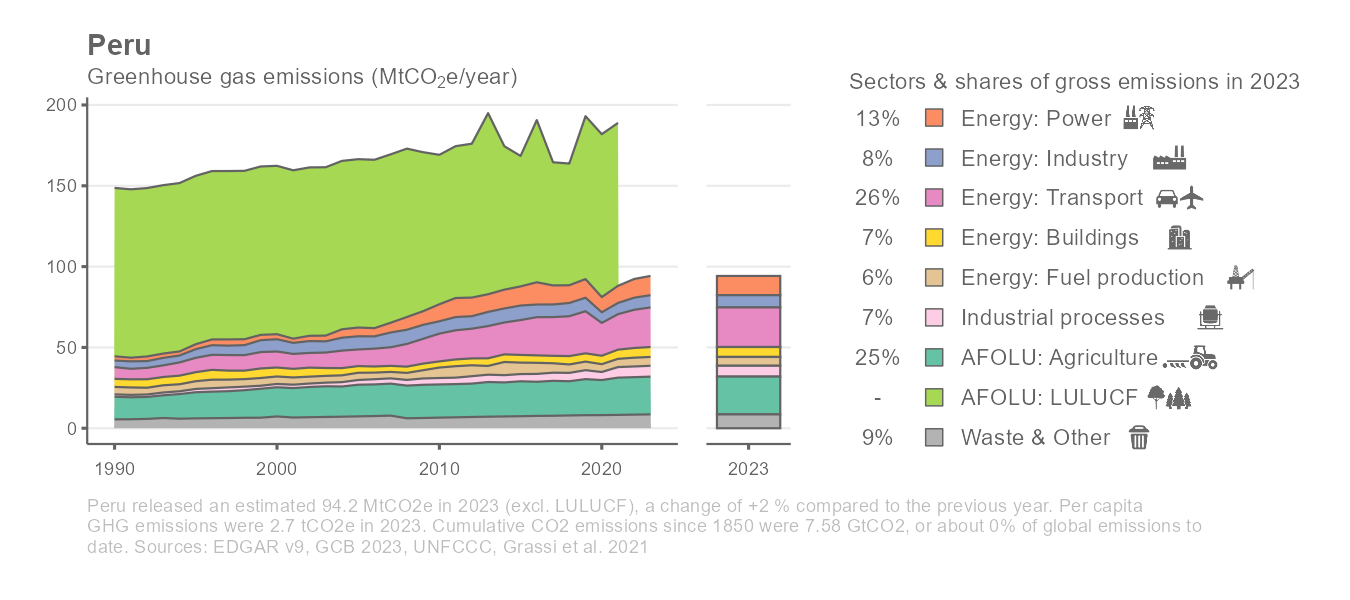 Peru
Greenhouse gas emissions (MtCO₂e/year)
200
150
100
50
0
1990
2000
2010
2020
2023
Sectors & shares of gross emissions in 2023
13% Energy: Power
8% Energy: Industry
26% Energy: Transport
7% Energy: Buildings
6% Energy: Fuel production
7% Industrial processes
25% AFOLU: Agriculture
- AFOLU: LULUCF
9% Waste & Other
Peru released an estimated 94.2 MtCO2e in 2023 (excl. LULUCF), a change of +2 % compared to the previous year. Per capita
GHG emissions were 2.7 tCO2e in 2023. Cumulative CO2 emissions since 1850 were 7.58 GtCO2, or about 0% of global emissions to
date. Sources: EDGAR v9, GCB 2023, UNFCCC, Grassi et al. 2021